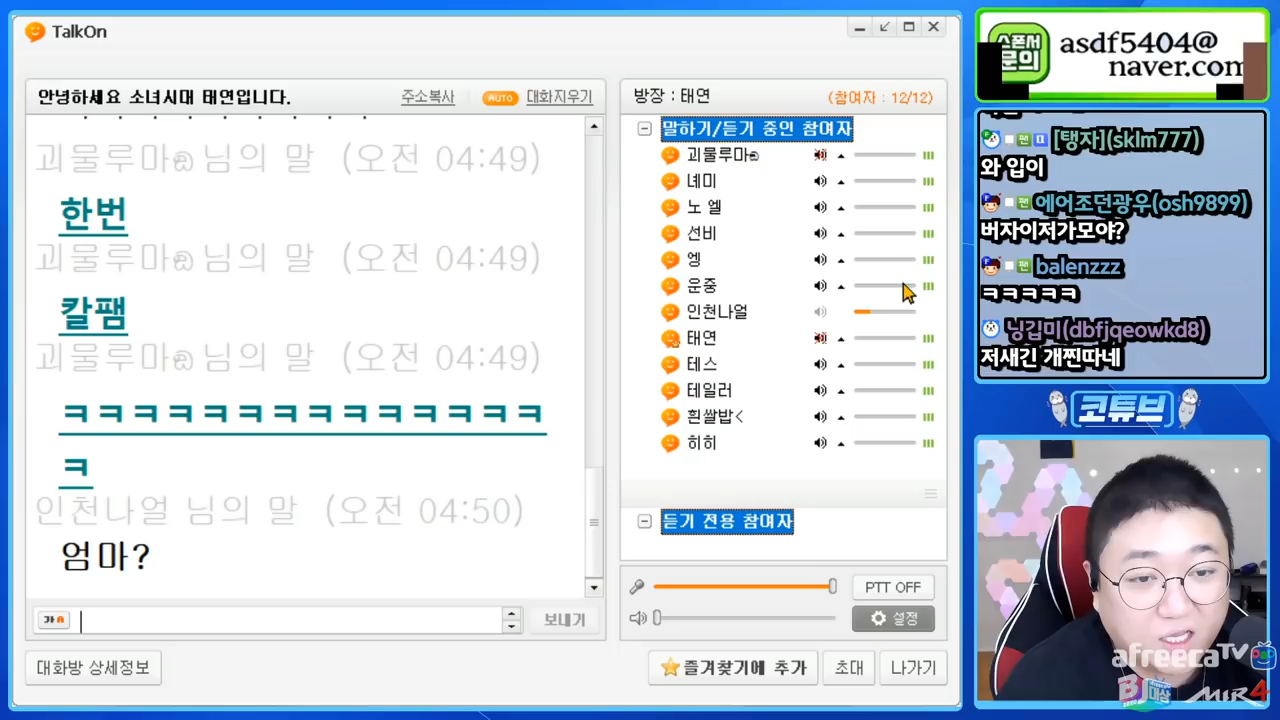 TalkOn
안녕하세요 소녀시대 태연입니다.
주소복사
AUTO
대화지우기
괴물루마ඹ 님의 말 (오전 04:49)
한번
괴물루마ඹ 님의 말 (오전 04:49)
칼팸
괴물루마ඹ 님의 말 (오전 04:49)
ㅋㅋㅋㅋㅋㅋㅋㅋㅋㅋㅋㅋㅋㅋ
ㅋ
인천나얼 님의 말 (오전 04:50)
엄마?
가A
보내기
대화방 상세정보
방장 : 태연
(참여자 : 12/12)
말하기/듣기 중인 참여자
괴물루마ඹ
녜미
노 엘
선비
엥
운중
인천나얼
태연
테스
테일러
흰쌀밥<
히히
듣기 전용 참여자
PTT OFF
설정
즐겨찾기에 추가
초대
나가기
스폰서
문의
asdf5404@
naver.com
팬
[탱자](sklm777)
와 입이
팬
에어조던광우(osh9899)
버자이저가모야?
팬
balenzzz
ㅋㅋㅋㅋㅋ
닝깁미(dbfjqeowkd8)
저새긴 개찐따네
코튜브
afreecaTV
BJ대상
MIR4